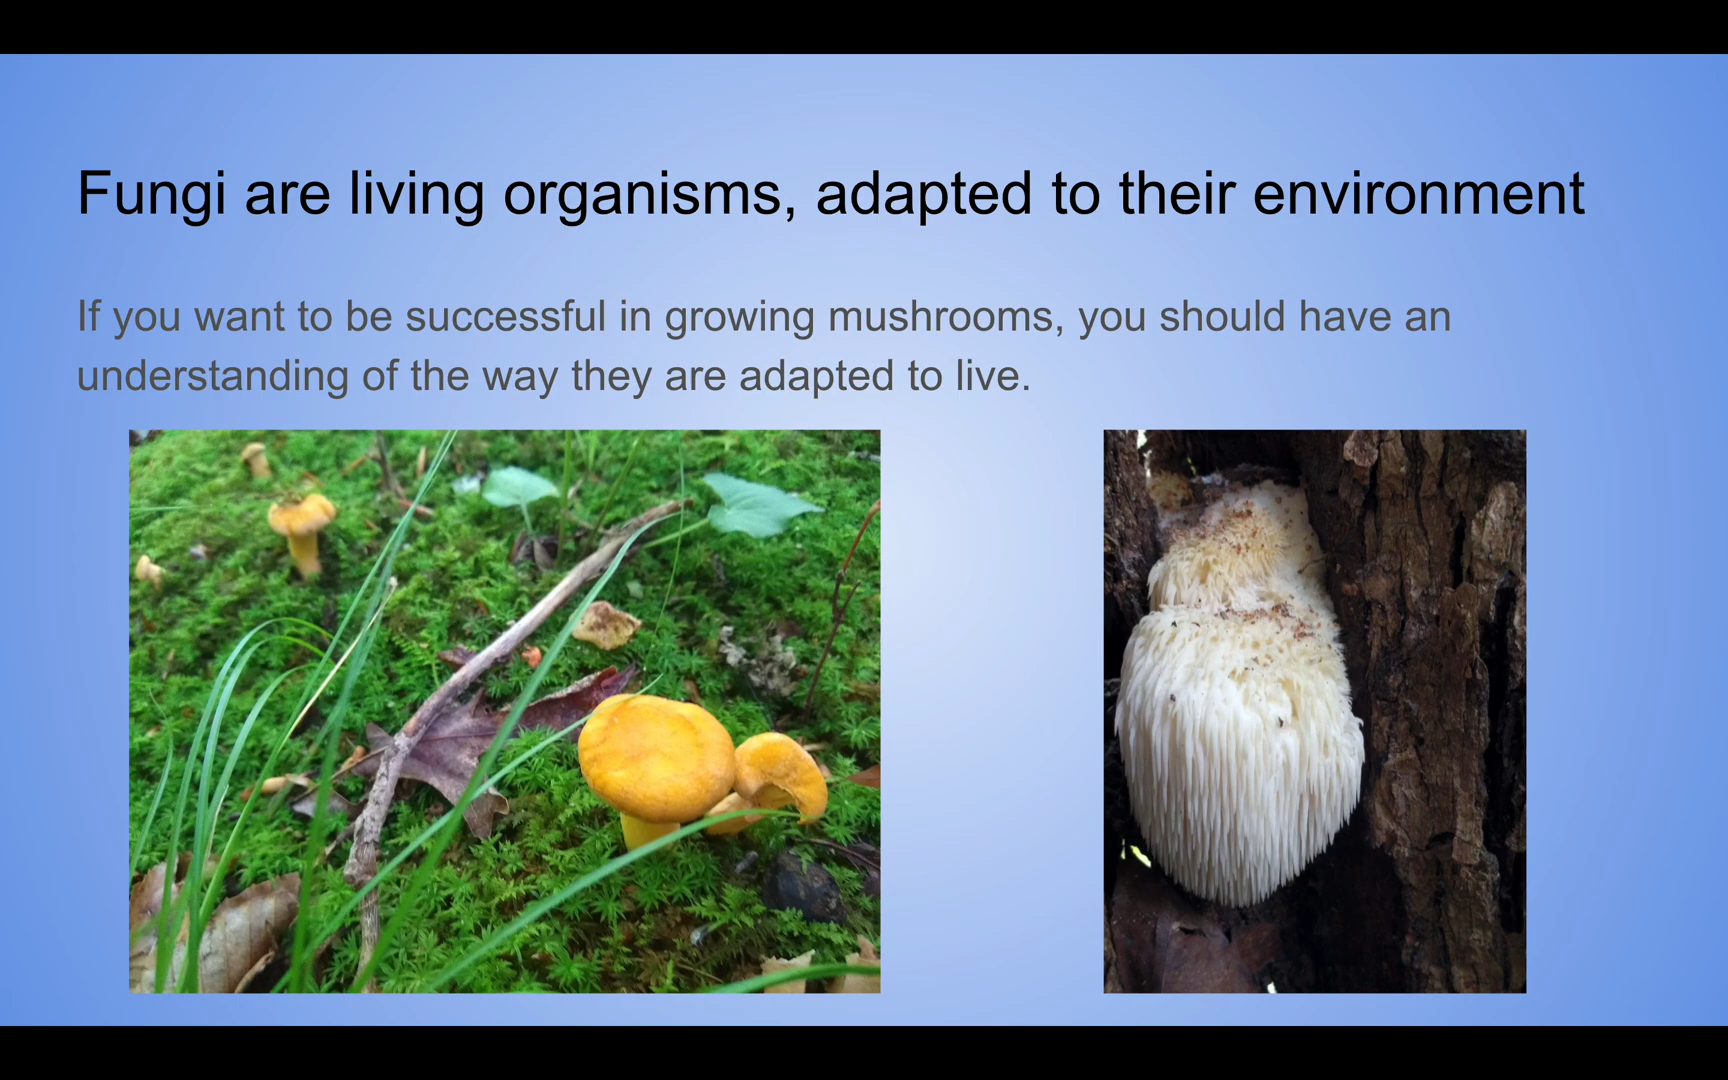 Fungi are living organisms, adapted to their environment
If you want to be successful in growing mushrooms, you should have an
understanding of the way they are adapted to live.